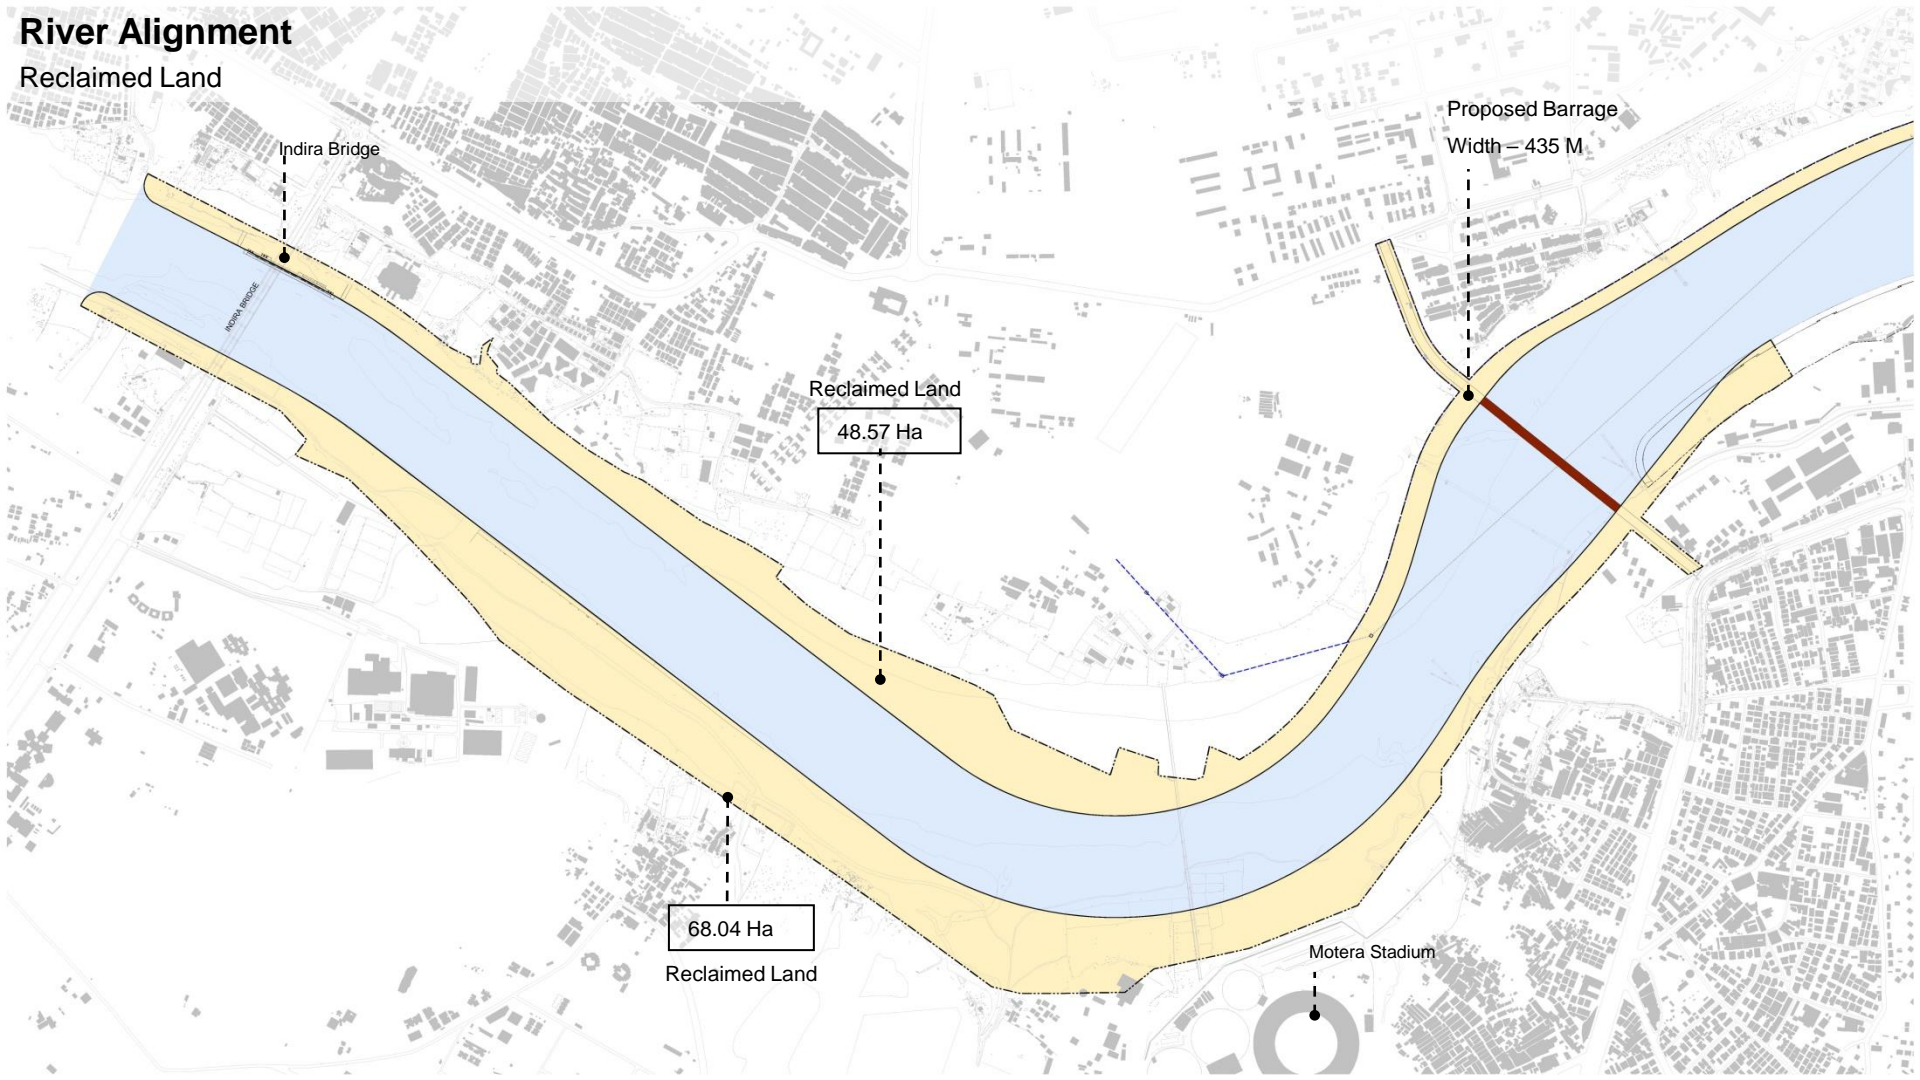 River Alignment
Reclaimed Land
Indira Bridge
Proposed Barrage
Width – 435 M
INDIRA BRIDGE
Reclaimed Land
48.57 Ha
68.04 Ha
Reclaimed Land
Motera Stadium